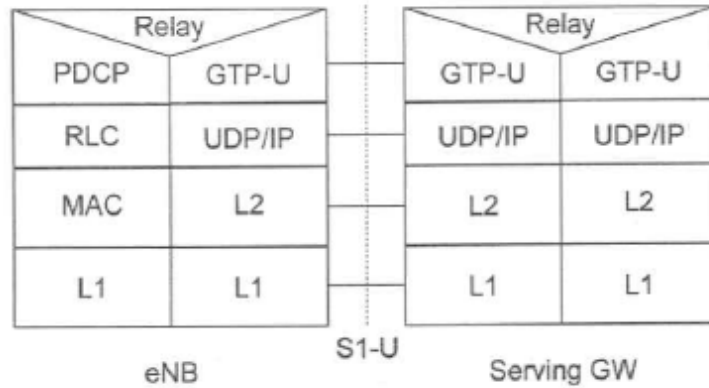 Relay Relay
PDCP GTP-U GTP-U GTP-U
RLC UDP/IP UDP/IP UDP/IP
MAC L2 L2 L2
L1 L1 L1 L1
S1-U
eNB Serving GW